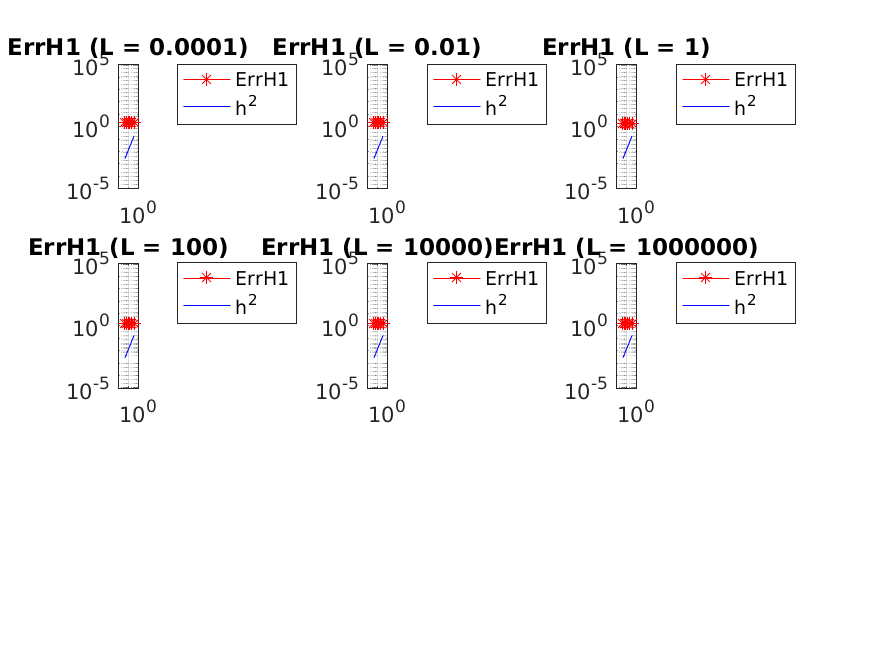 ErrH1 (L = 0.0001) ErrH1 (L = 0.01) ErrH1 (L = 1)
10^5 10^5 10^5
ErrH1 ErrH1 ErrH1
h^2 h^2 h^2
10^0 10^0 10^0
10^-5 10^-5 10^-5
10^0 10^0 10^0
ErrH1 (L = 100) ErrH1 (L = 10000) ErrH1 (L = 1000000)
10^5 10^5 10^5
ErrH1 ErrH1 ErrH1
h^2 h^2 h^2
10^0 10^0 10^0
10^-5 10^-5 10^-5
10^0 10^0 10^0